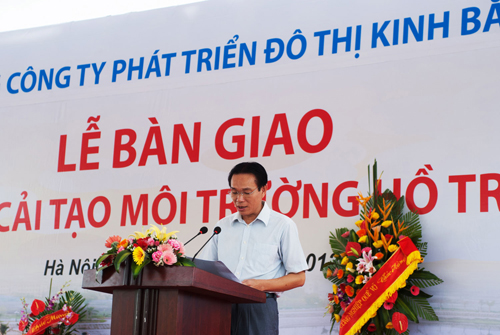 CÔNG TY PHÁT TRIỂN ĐÔ THỊ KINH BẮ
LỄ BÀN GIAO
CẢI TẠO MÔI TRƯỜNG HỒ TR
Hà Nội